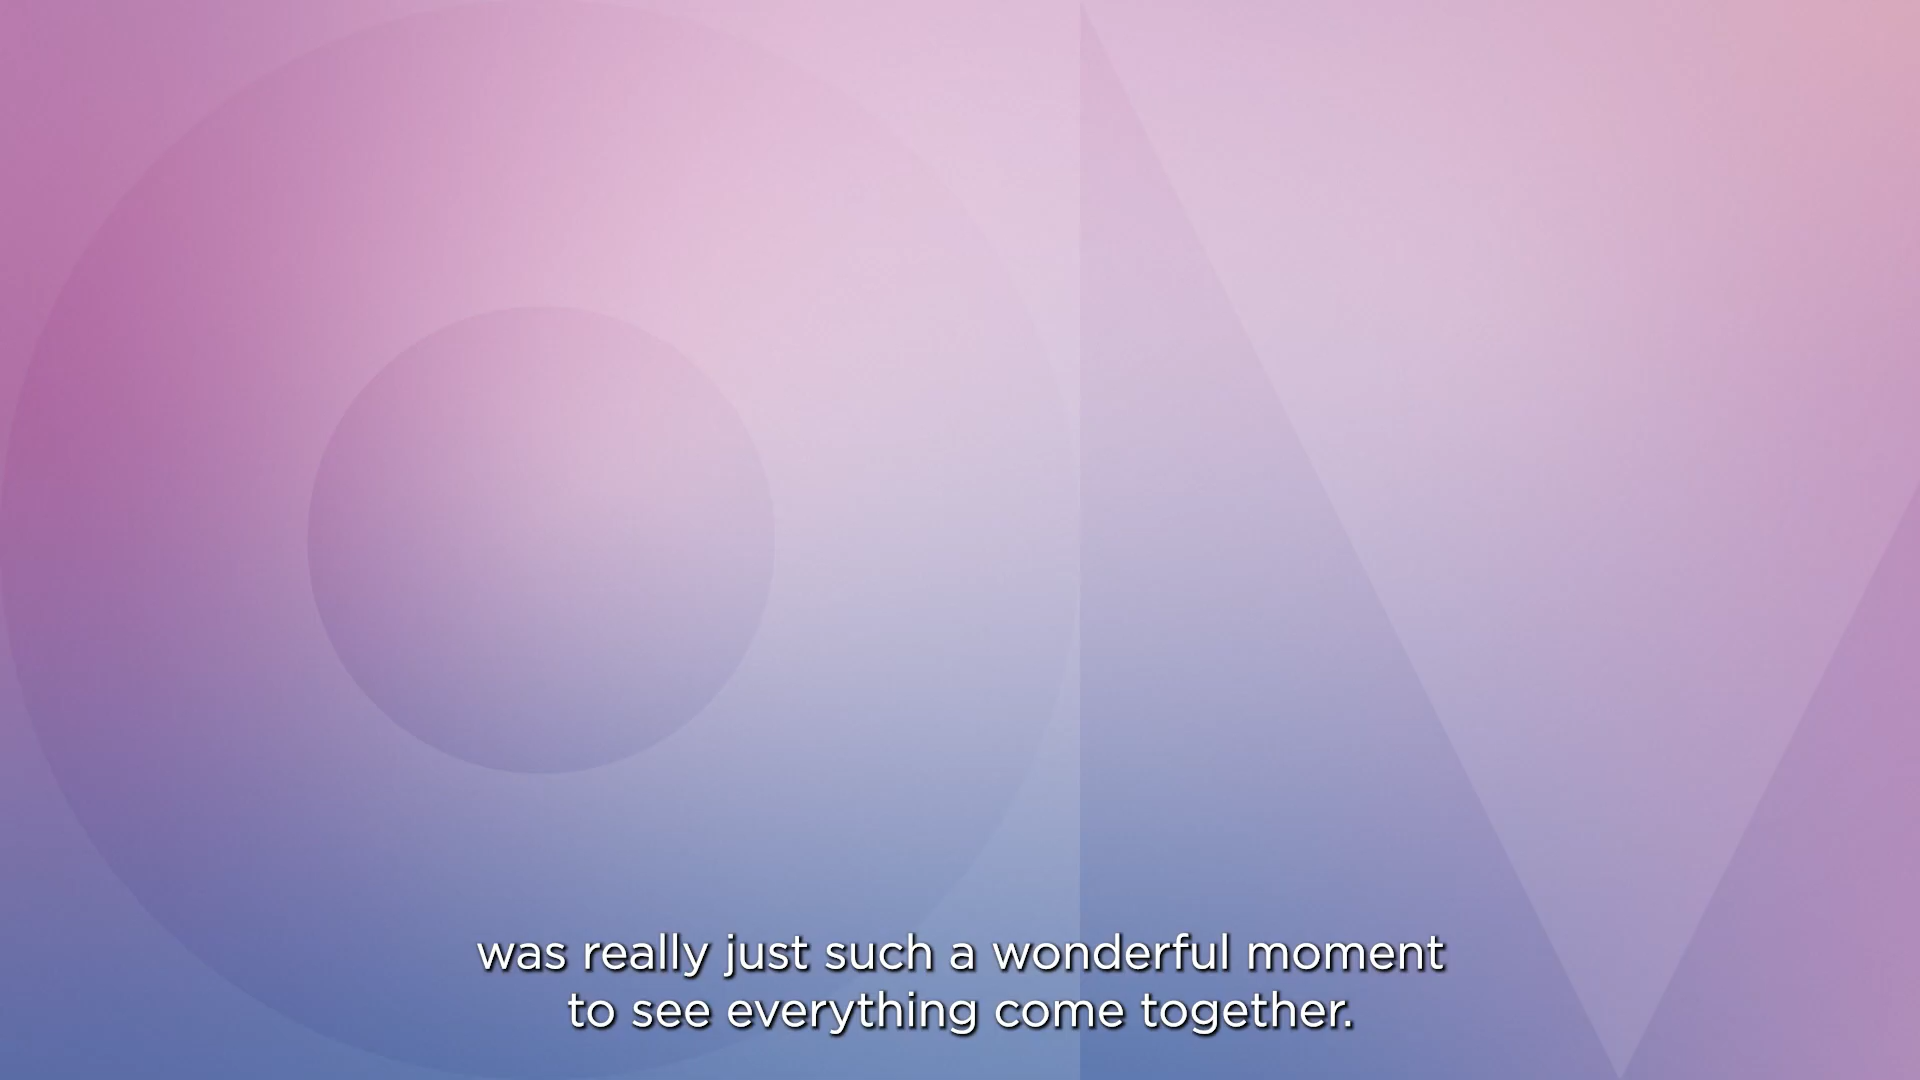 was really just such a wonderful moment
to see everything come together.